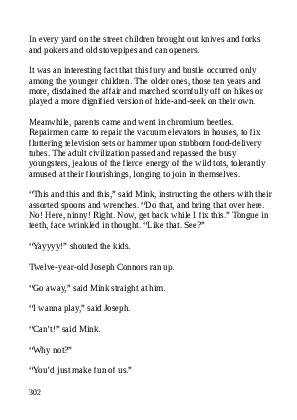 In every yard on the street children brought out knives and forks
and pokers and old stovepipes and can openers.
It was an interesting fact that this fury and bustle occurred only
among the younger children. The older ones, those ten years and
more, disdained the affair and marched scornfully off on hikes or
played a more dignified version of hide-and-seek on their own.
Meanwhile, parents came and went in chromium beetles.
Repairmen came to repair the vacuum elevators in houses, to fix
fluttering television sets or hammer upon stubborn food-delivery
tubes. The adult civilization passed and repassed the busy
youngsters, jealous of the fierce energy of the wild tots, tolerantly
amused at their flourishings, longing to join in themselves.
“This and this and this,” said Mink, instructing the others with their
assorted spoons and wrenches. “Do that, and bring that over here.
No! Here, ninny! Right. Now, get back while I fix this.” Tongue in
teeth, face wrinkled in thought. “Like that. See?”
“Yayyyy!” shouted the kids.
Twelve-year-old Joseph Connors ran up.
“Go away,” said Mink straight at him.
“I wanna play,” said Joseph.
“Can’t!” said Mink.
“Why not?”
“You’d just make fun of us.”
302